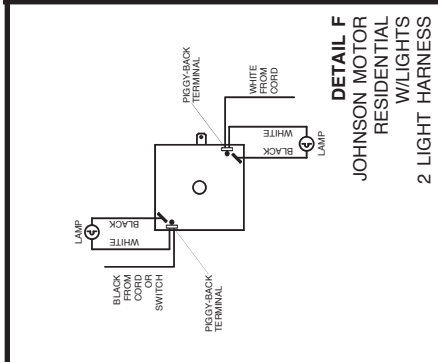 PIGGY-BACK
TERMINAL
WHITE
FROM
CORD
LAMP
BLACK
WHITE
WHITE
BLACK
LAMP
BLACK
FROM
CORD
OR
SWITCH
PIGGY-BACK
TERMINAL
DETAIL F
JOHNSON MOTOR
RESIDENTIAL
W/LIGHTS
2 LIGHT HARNESS